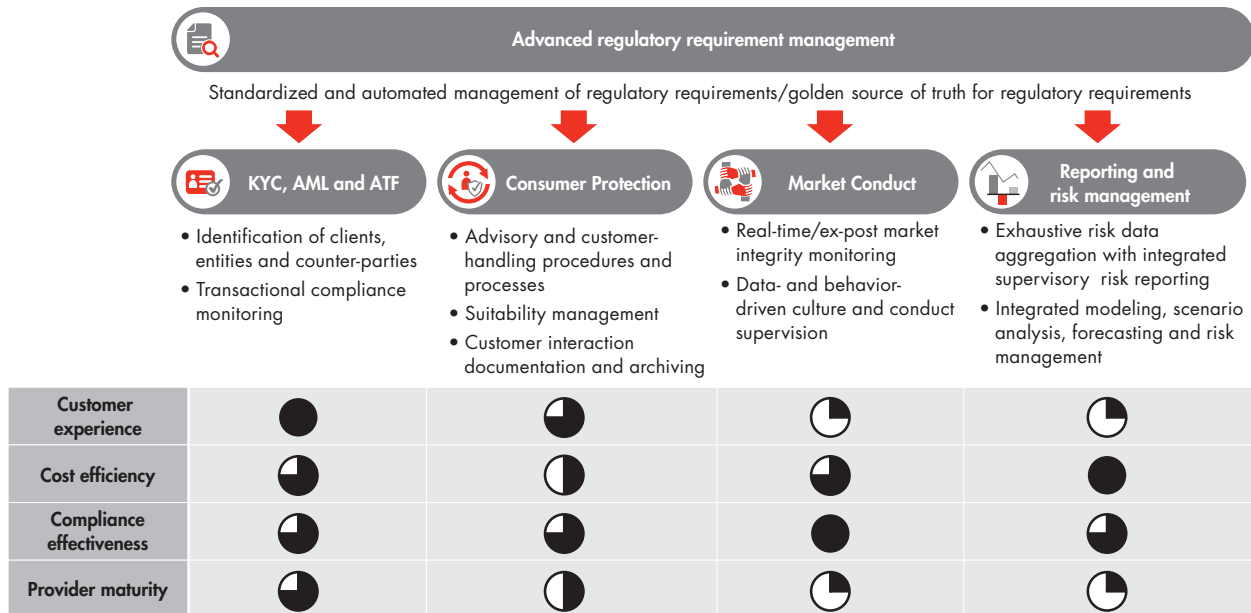 Advanced regulatory requirement management
Standardized and automated management of regulatory requirements/golden source of truth for regulatory requirements
KYC, AML and ATF
• Identification of clients,
entities and counter-parties
• Transactional compliance
monitoring
Consumer Protection
• Advisory and customer-
handling procedures and
processes
• Suitability management
• Customer interaction
documentation and archiving
Market Conduct
• Real-time/ex-post market
integrity monitoring
• Data- and behavior-
driven culture and conduct
supervision
Reporting and
risk management
• Exhaustive risk data
aggregation with integrated
supervisory risk reporting
• Integrated modeling, scenario
analysis, forecasting and risk
management
Customer
experience
Cost efficiency
Compliance
effectiveness
Provider maturity